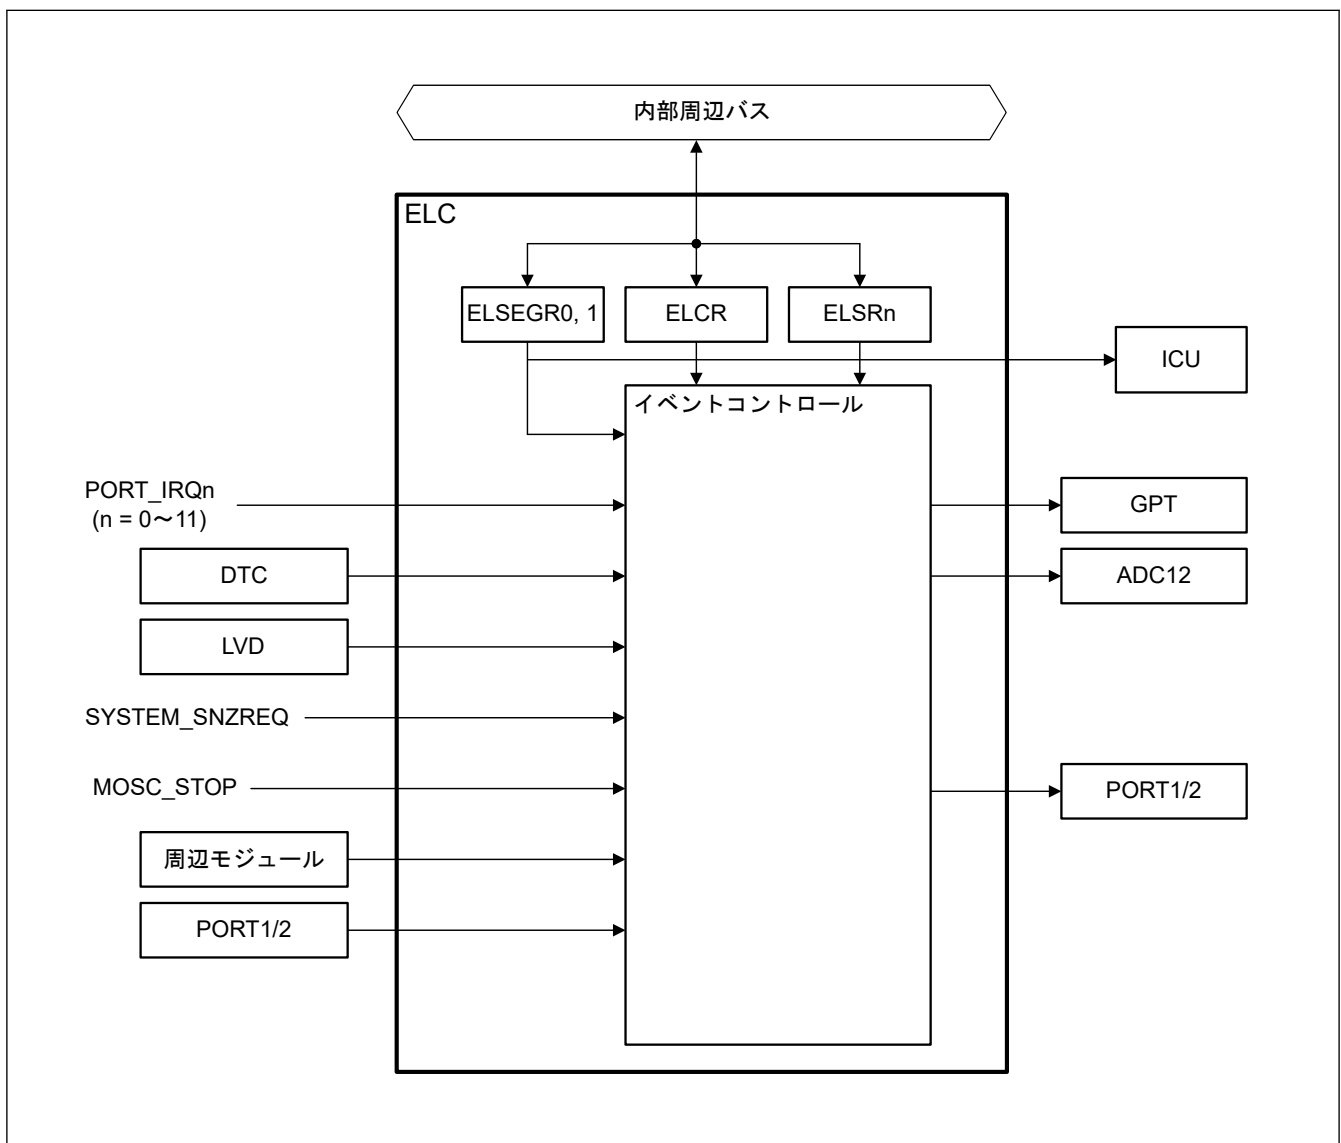 内部周辺バス
ELC
ELSEGR0, 1
ELCR
ELSRn
ICU
イベントコントロール
PORT_IRQn
(n = 0～11)
GPT
DTC
ADC12
LVD
SYSTEM_SNZREQ
MOSC_STOP
PORT1/2
周辺モジュール
PORT1/2